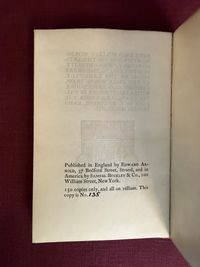 Published in England by EDWARD AR-
NOLD, 37 Bedford Street, Strand, and in
America by SAMUEL BUCKLEY & Co., 100
William Street, New York.
150 copies only, and all on vellum. This
copy is No. 135